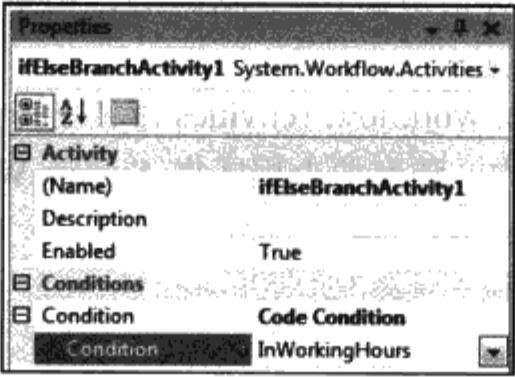 Properties
ifElseBranchActivity1 System.Workflow.Activities
Activity
(Name) ifElseBranchActivity1
Description
Enabled True
Conditions
Condition Code Condition
Condition InWorkingHours